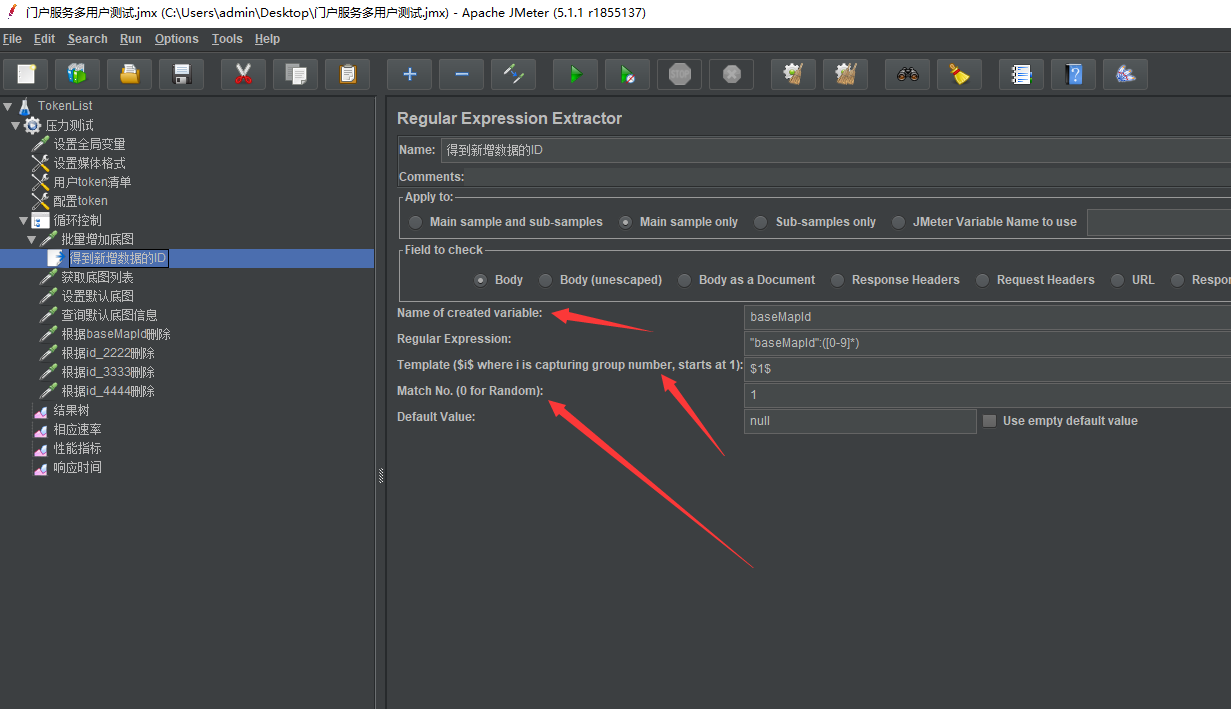 门户服务多用户测试.jmx (C:\Users\admin\Desktop\门户服务多用户测试.jmx) - Apache JMeter (5.1.1 r1855137)
File Edit Search Run Options Tools Help
STOP
TokenList
压力测试
设置全局变量
设置媒体格式
用户token清单
配置token
循环控制
批量增加底图
得到新增数据的ID
获取底图列表
设置默认底图
查询默认底图信息
根据baseMapId删除
根据id_2222删除
根据id_3333删除
根据id_4444删除
结果树
相应速率
性能指标
响应时间
Regular Expression Extractor
Name: 得到新增数据的ID
Comments:
Apply to:
Main sample and sub-samples Main sample only Sub-samples only JMeter Variable Name to use
Field to check
Body Body (unescaped) Body as a Document Response Headers Request Headers URL Respon
Name of created variable: baseMapId
Regular Expression: "baseMapId":([0-9]*)
Template ($i$ where i is capturing group number, starts at 1): $1$
Match No. (0 for Random): 1
Default Value: null Use empty default value